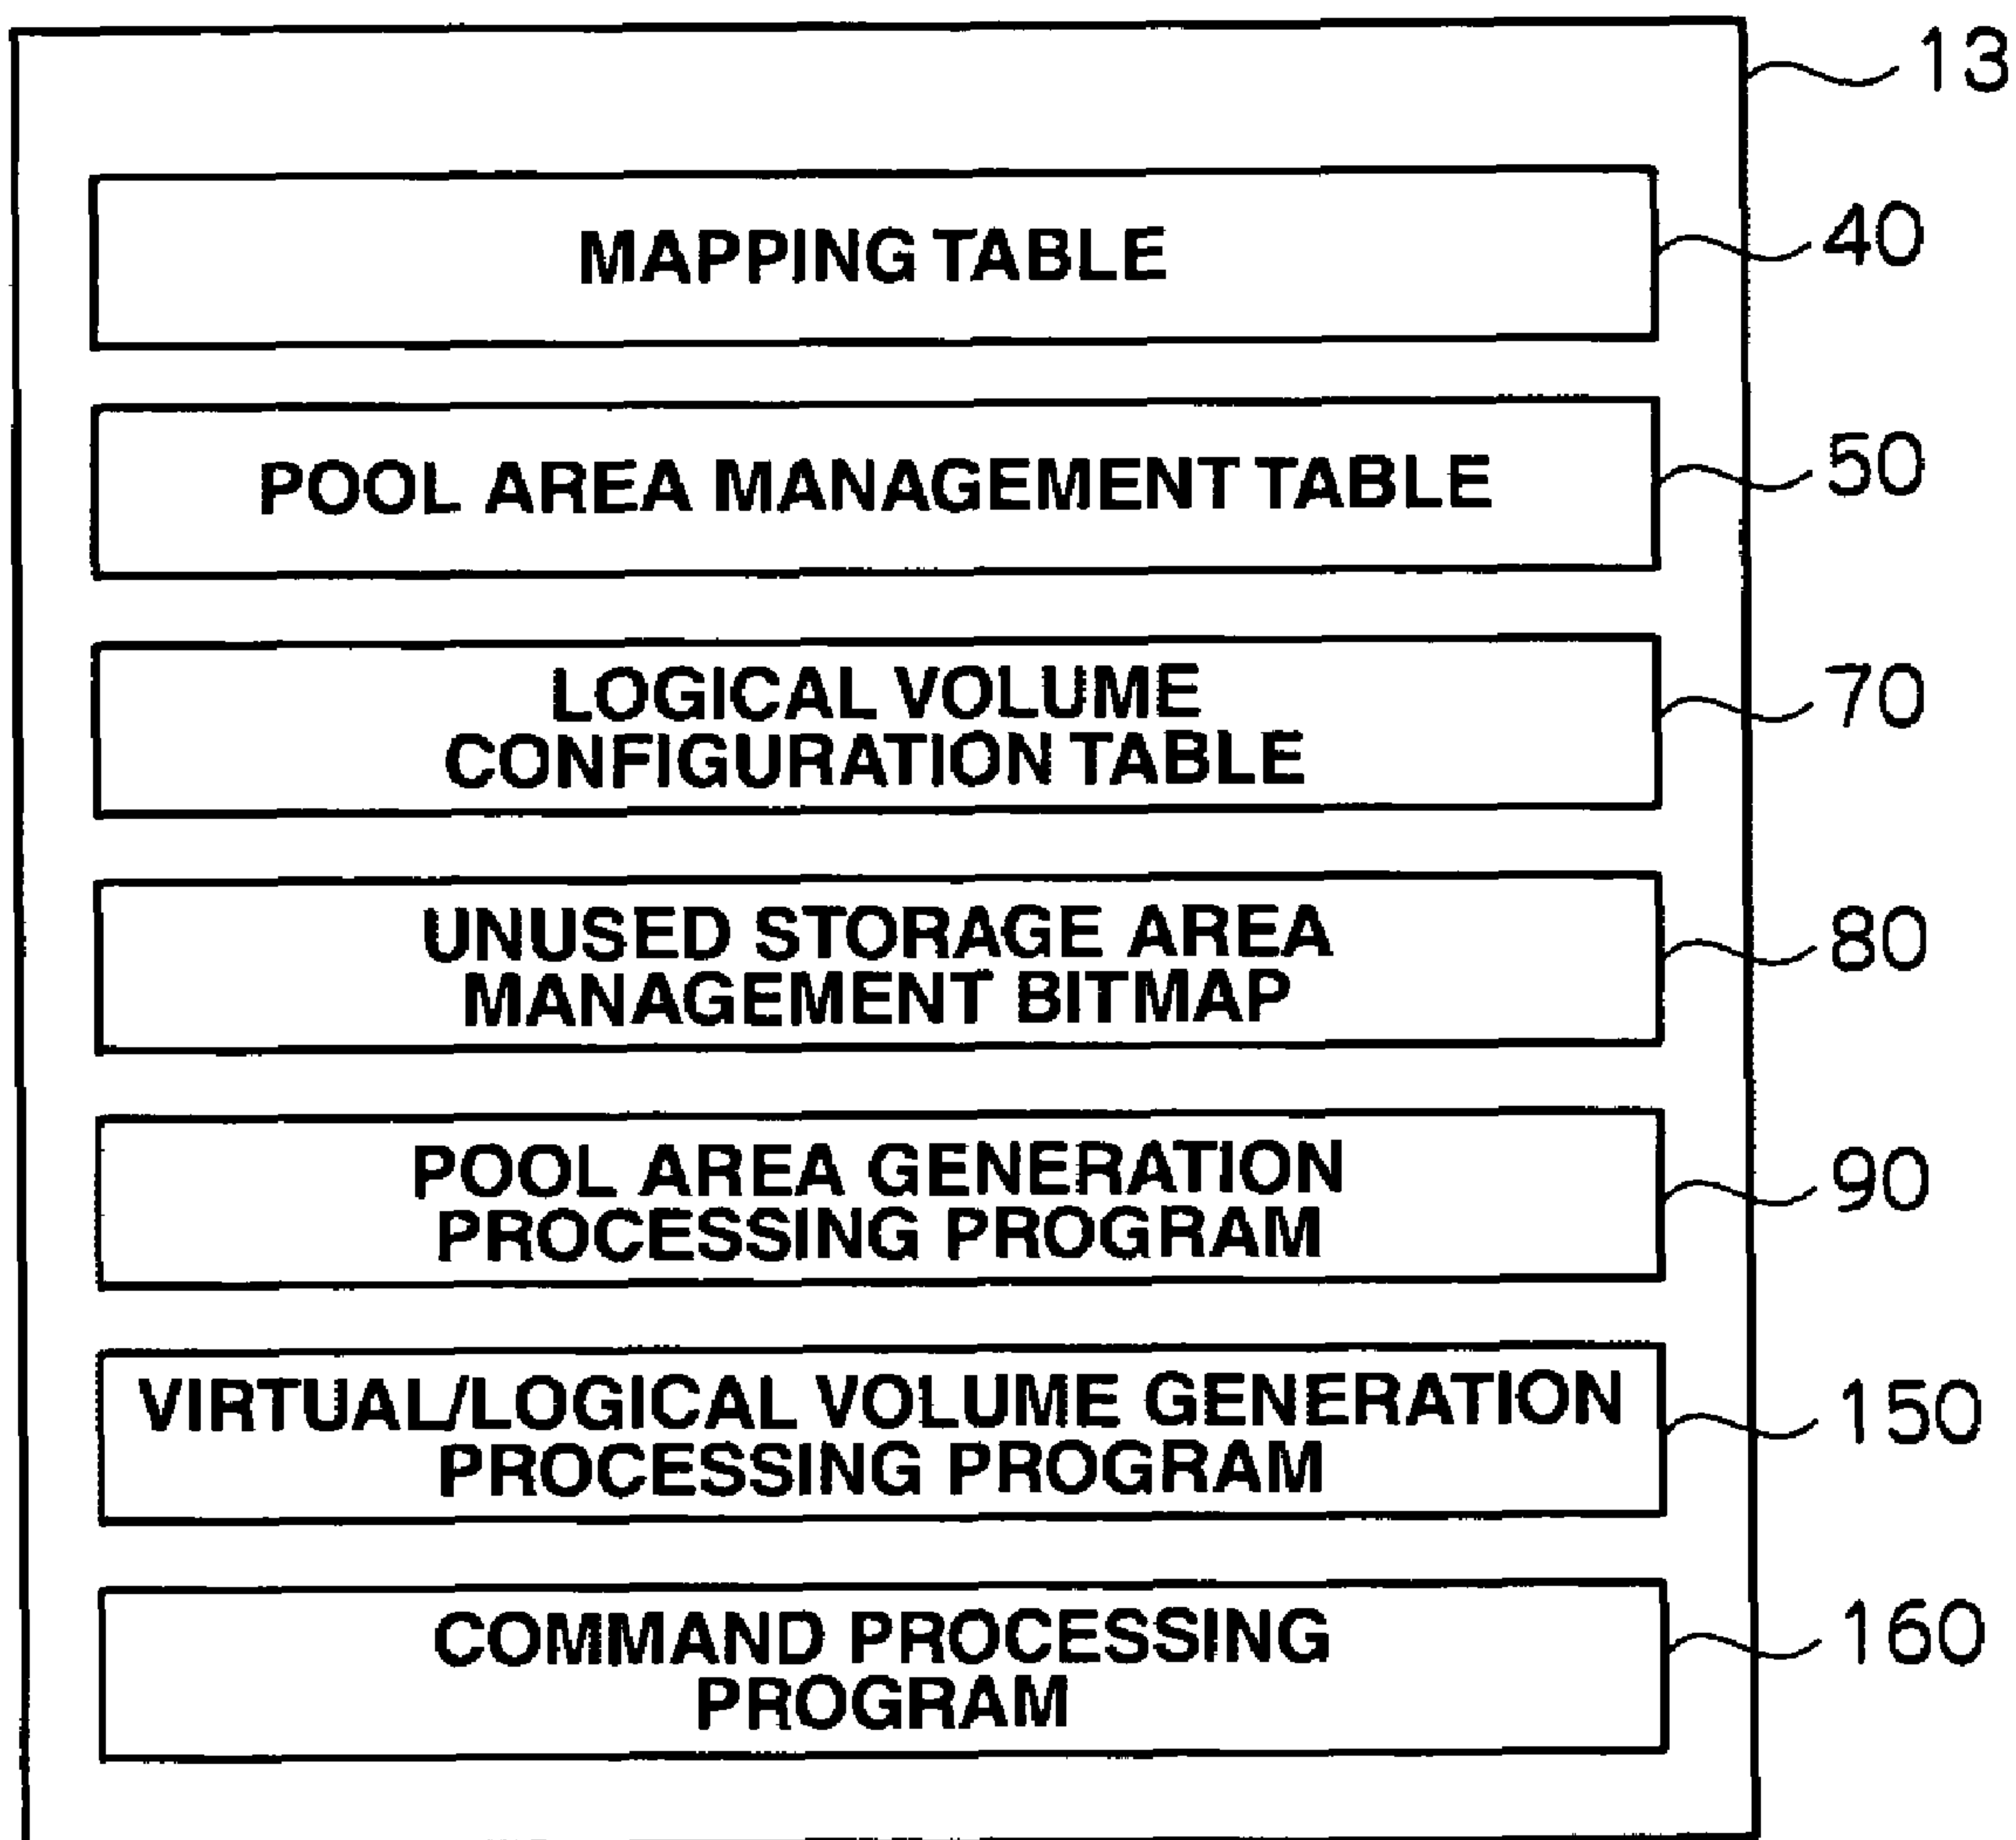 13
MAPPING TABLE
40
POOL AREA MANAGEMENT TABLE
50
LOGICAL VOLUME
CONFIGURATION TABLE
70
UNUSED STORAGE AREA
MANAGEMENT BITMAP
80
POOL AREA GENERATION
PROCESSING PROGRAM
90
VIRTUAL/LOGICAL VOLUME GENERATION
PROCESSING PROGRAM
150
COMMAND PROCESSING
PROGRAM
160